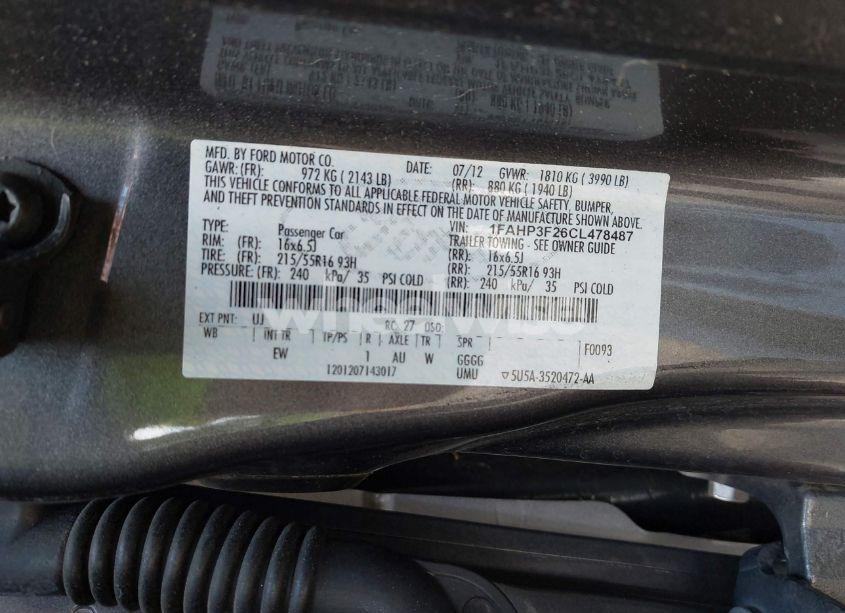 MFD. BY FORD MOTOR CO. DATE: 07/12 GVWR: 1810 KG ( 3990 LB)
GAWR: (FR): 972 KG ( 2143 LB) (RR): 880 KG ( 1940 LB)
THIS VEHICLE CONFORMS TO ALL APPLICABLE FEDERAL MOTOR VEHICLE SAFETY, BUMPER,
AND THEFT PREVENTION STANDARDS IN EFFECT ON THE DATE OF MANUFACTURE SHOWN ABOVE.
VIN: 1FAHP3F26CL478487
TYPE: Passenger Car TRAILER TOWING - SEE OWNER GUIDE
RIM: (FR): 16x6.5J (RR): 16x6.5J
TIRE: (FR): 215/55R16 93H (RR): 215/55R16 93H
PRESSURE: (FR): 240 kPa/ 35 PSI COLD (RR): 240 kPa/ 35 PSI COLD
wheelwise
EXT PNT: UJ RC: 27 DSO:
WB INT TR TP/PS R AXLE TR SPR F0093
EW 1 AU W GGGG
1201207143017 UMU ▽5U5A-3520472-AA